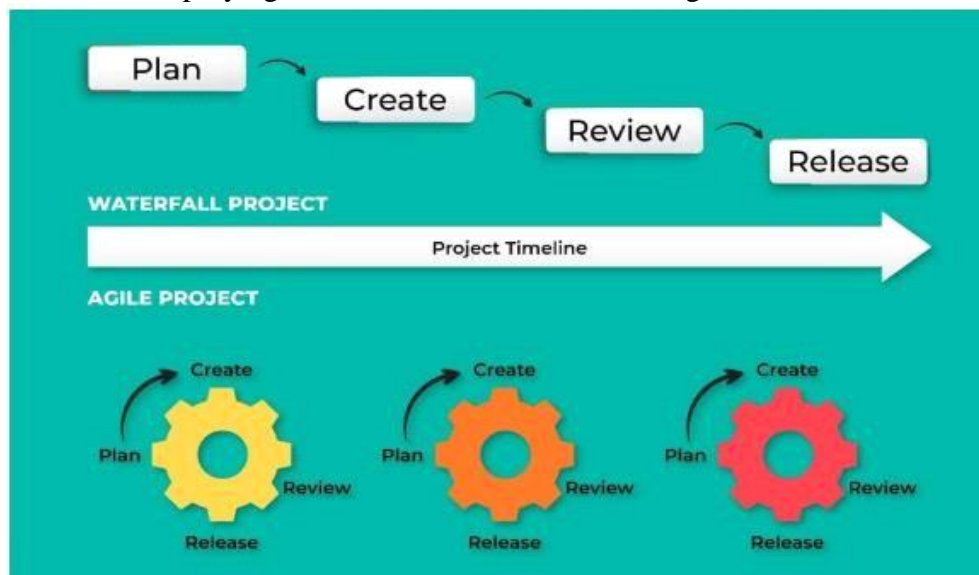 Plan
Create
Review
Release
WATERFALL PROJECT
Project Timeline
AGILE PROJECT
Create
Plan
Review
Release
Create
Plan
Review
Release
Create
Plan
Review
Release